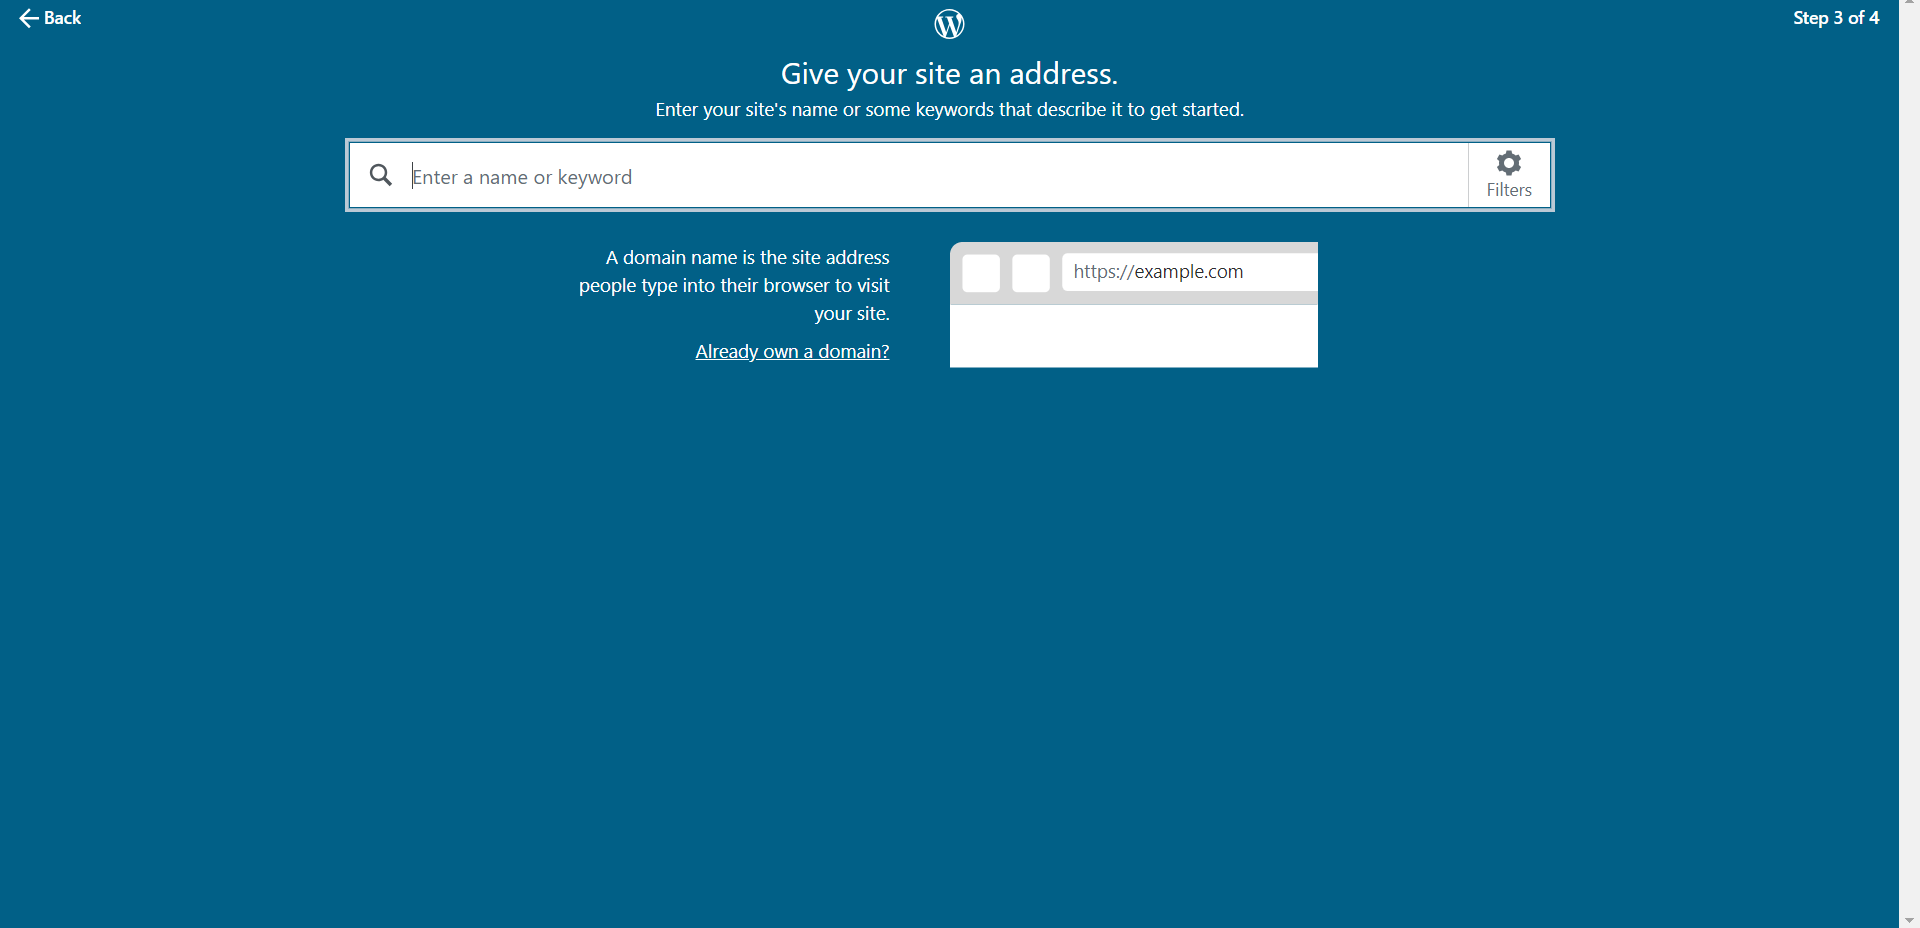 Back
Step 3 of 4
Give your site an address.
Enter your site's name or some keywords that describe it to get started.
Enter a name or keyword
Filters
A domain name is the site address
people type into their browser to visit
your site.
Already own a domain?
https://example.com